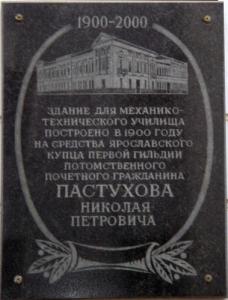 1900-2000
ЗДАНИЕ ДЛЯ МЕХАНИКО-
ТЕХНИЧЕСКОГО УЧИЛИЩА
ПОСТРОЕНО В 1900 ГОДУ
НА СРЕДСТВА ЯРОСЛАВСКОГО
КУПЦА ПЕРВОЙ ГИЛЬДИИ
ПОТОМСТВЕННОГО
ПОЧЕТНОГО ГРАЖДАНИНА
ПАСТУХОВА
НИКОЛАЯ
ПЕТРОВИЧА